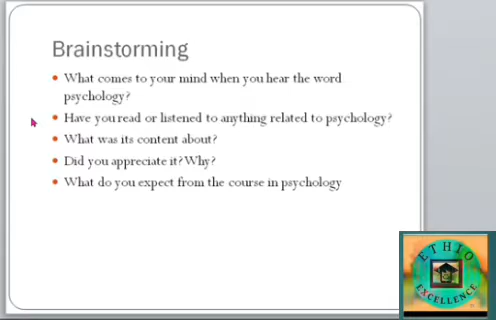 Brainstorming
• What comes to your mind when you hear the word
psychology?
• Have you read or listened to anything related to psychology?
• What was its content about?
• Did you appreciate it? Why?
• What do you expect from the course in psychology
ETHIO
EXCELLENCE